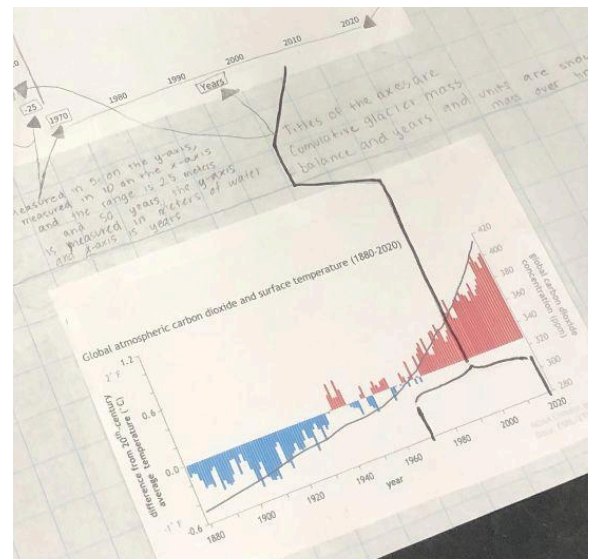 -25
1970
1980
1990
2000
2010
2020
Years
Titles of the axes are
Cumulative glacier mass
balance and years and units are
mass over
Measured in 5s on the y-axis,
measured in 10 on the x-axis
and the range is 25 meters
and 50 years, the y-axis
is measured in meters of water
and x-axis is years
Global atmospheric carbon dioxide and surface temperature (1880-2020)
difference from 20th-century
average temperature (°C)
1.2
0.6
0.0
-0.6
2°F
-1°F
1880
1900
1920
1940
1960
1980
2000
2020
year
420
400
380
360
340
320
300
280
global carbon dioxide
concentration (ppm)